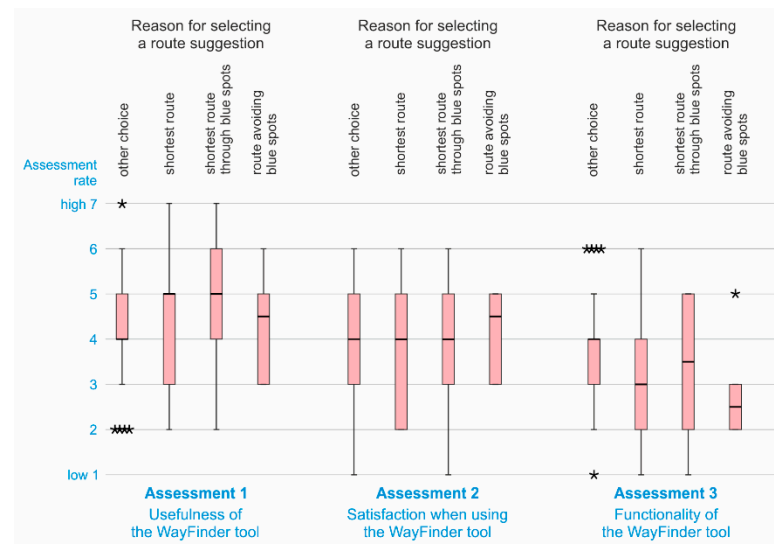 Reason for selecting
a route suggestion
Reason for selecting
a route suggestion
Reason for selecting
a route suggestion
other choice
shortest route
shortest route
through blue spots
route avoiding
blue spots
other choice
shortest route
shortest route
through blue spots
route avoiding
blue spots
other choice
shortest route
shortest route
through blue spots
route avoiding
blue spots
Assessment
rate
high 7
6
5
4
3
2
low 1
Assessment 1
Usefulness of
the WayFinder tool
Assessment 2
Satisfaction when using
the WayFinder tool
Assessment 3
Functionality of
the WayFinder tool